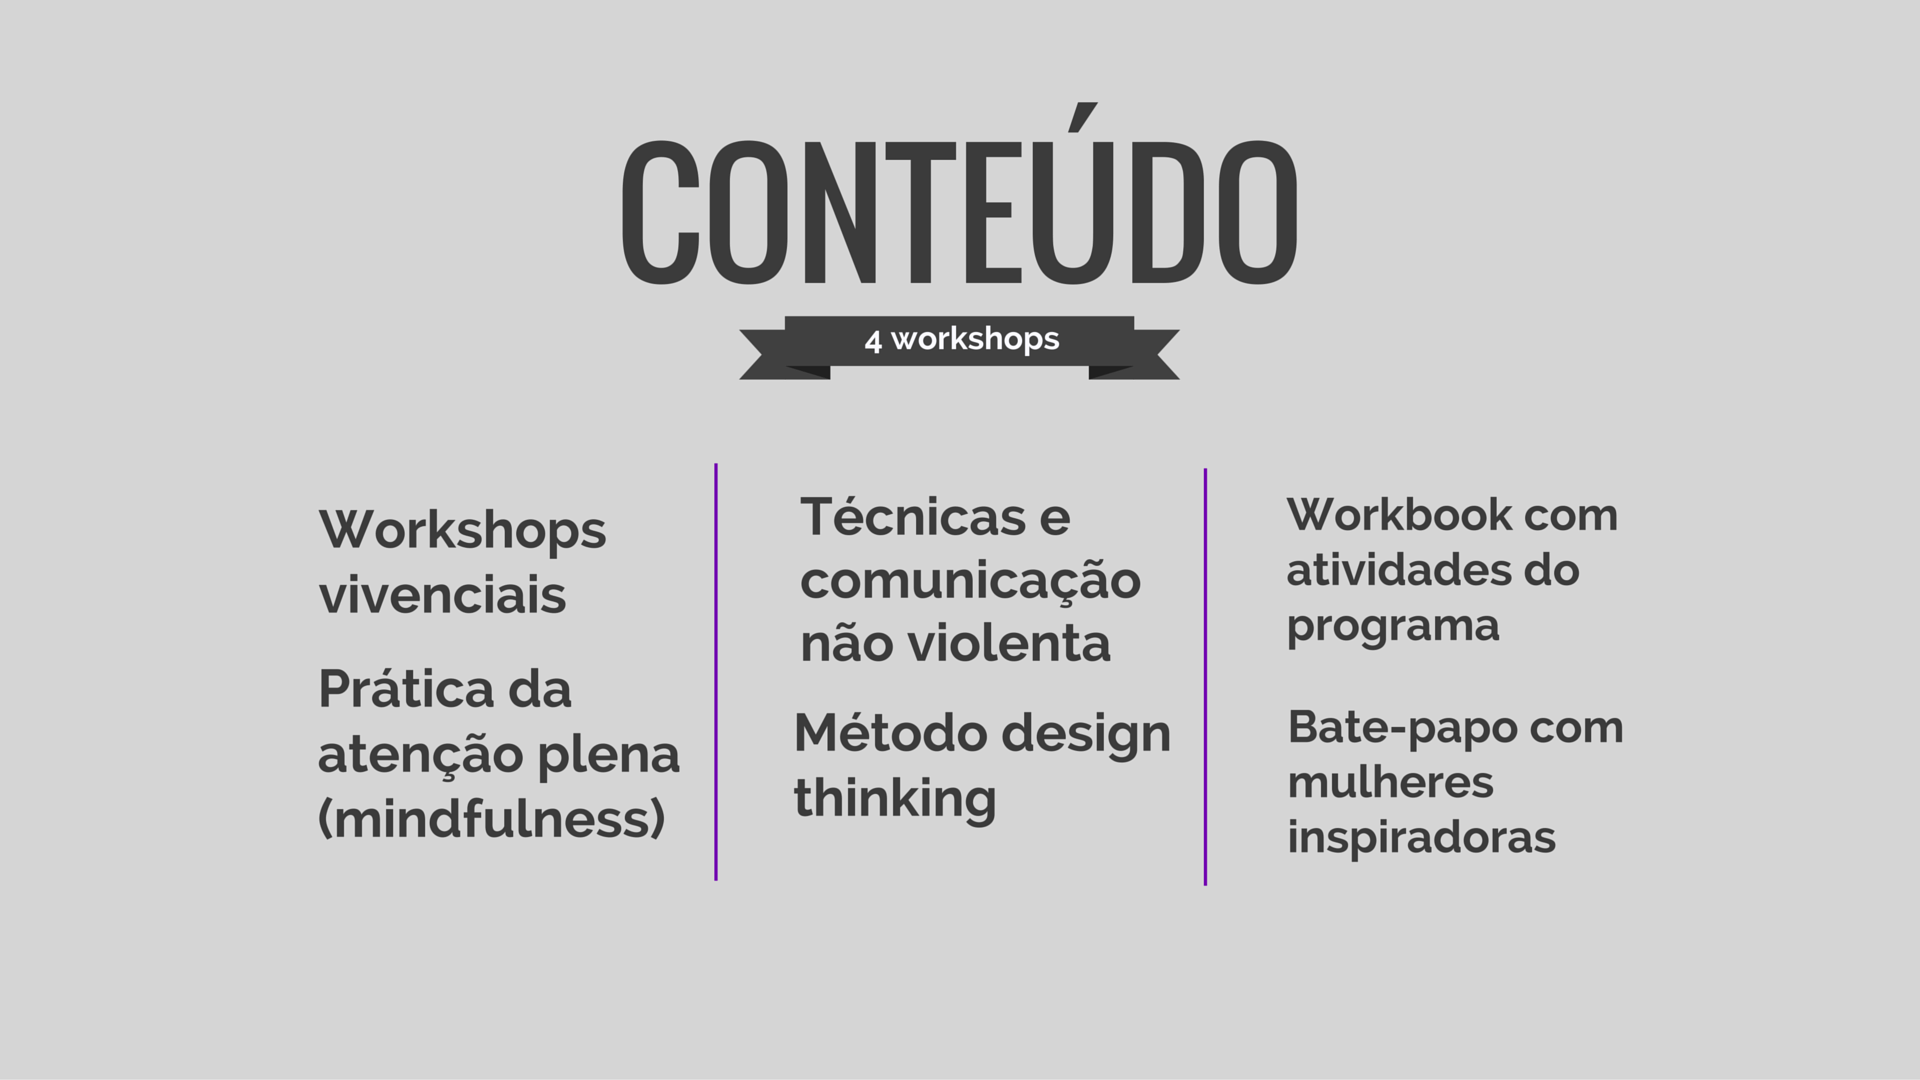 CONTEÚDO
4 workshops
Workshops
vivenciais
Prática da
atenção plena
(mindfulness)
Técnicas e
comunicação
não violenta
Método design
thinking
Workbook com
atividades do
programa
Bate-papo com
mulheres
inspiradoras